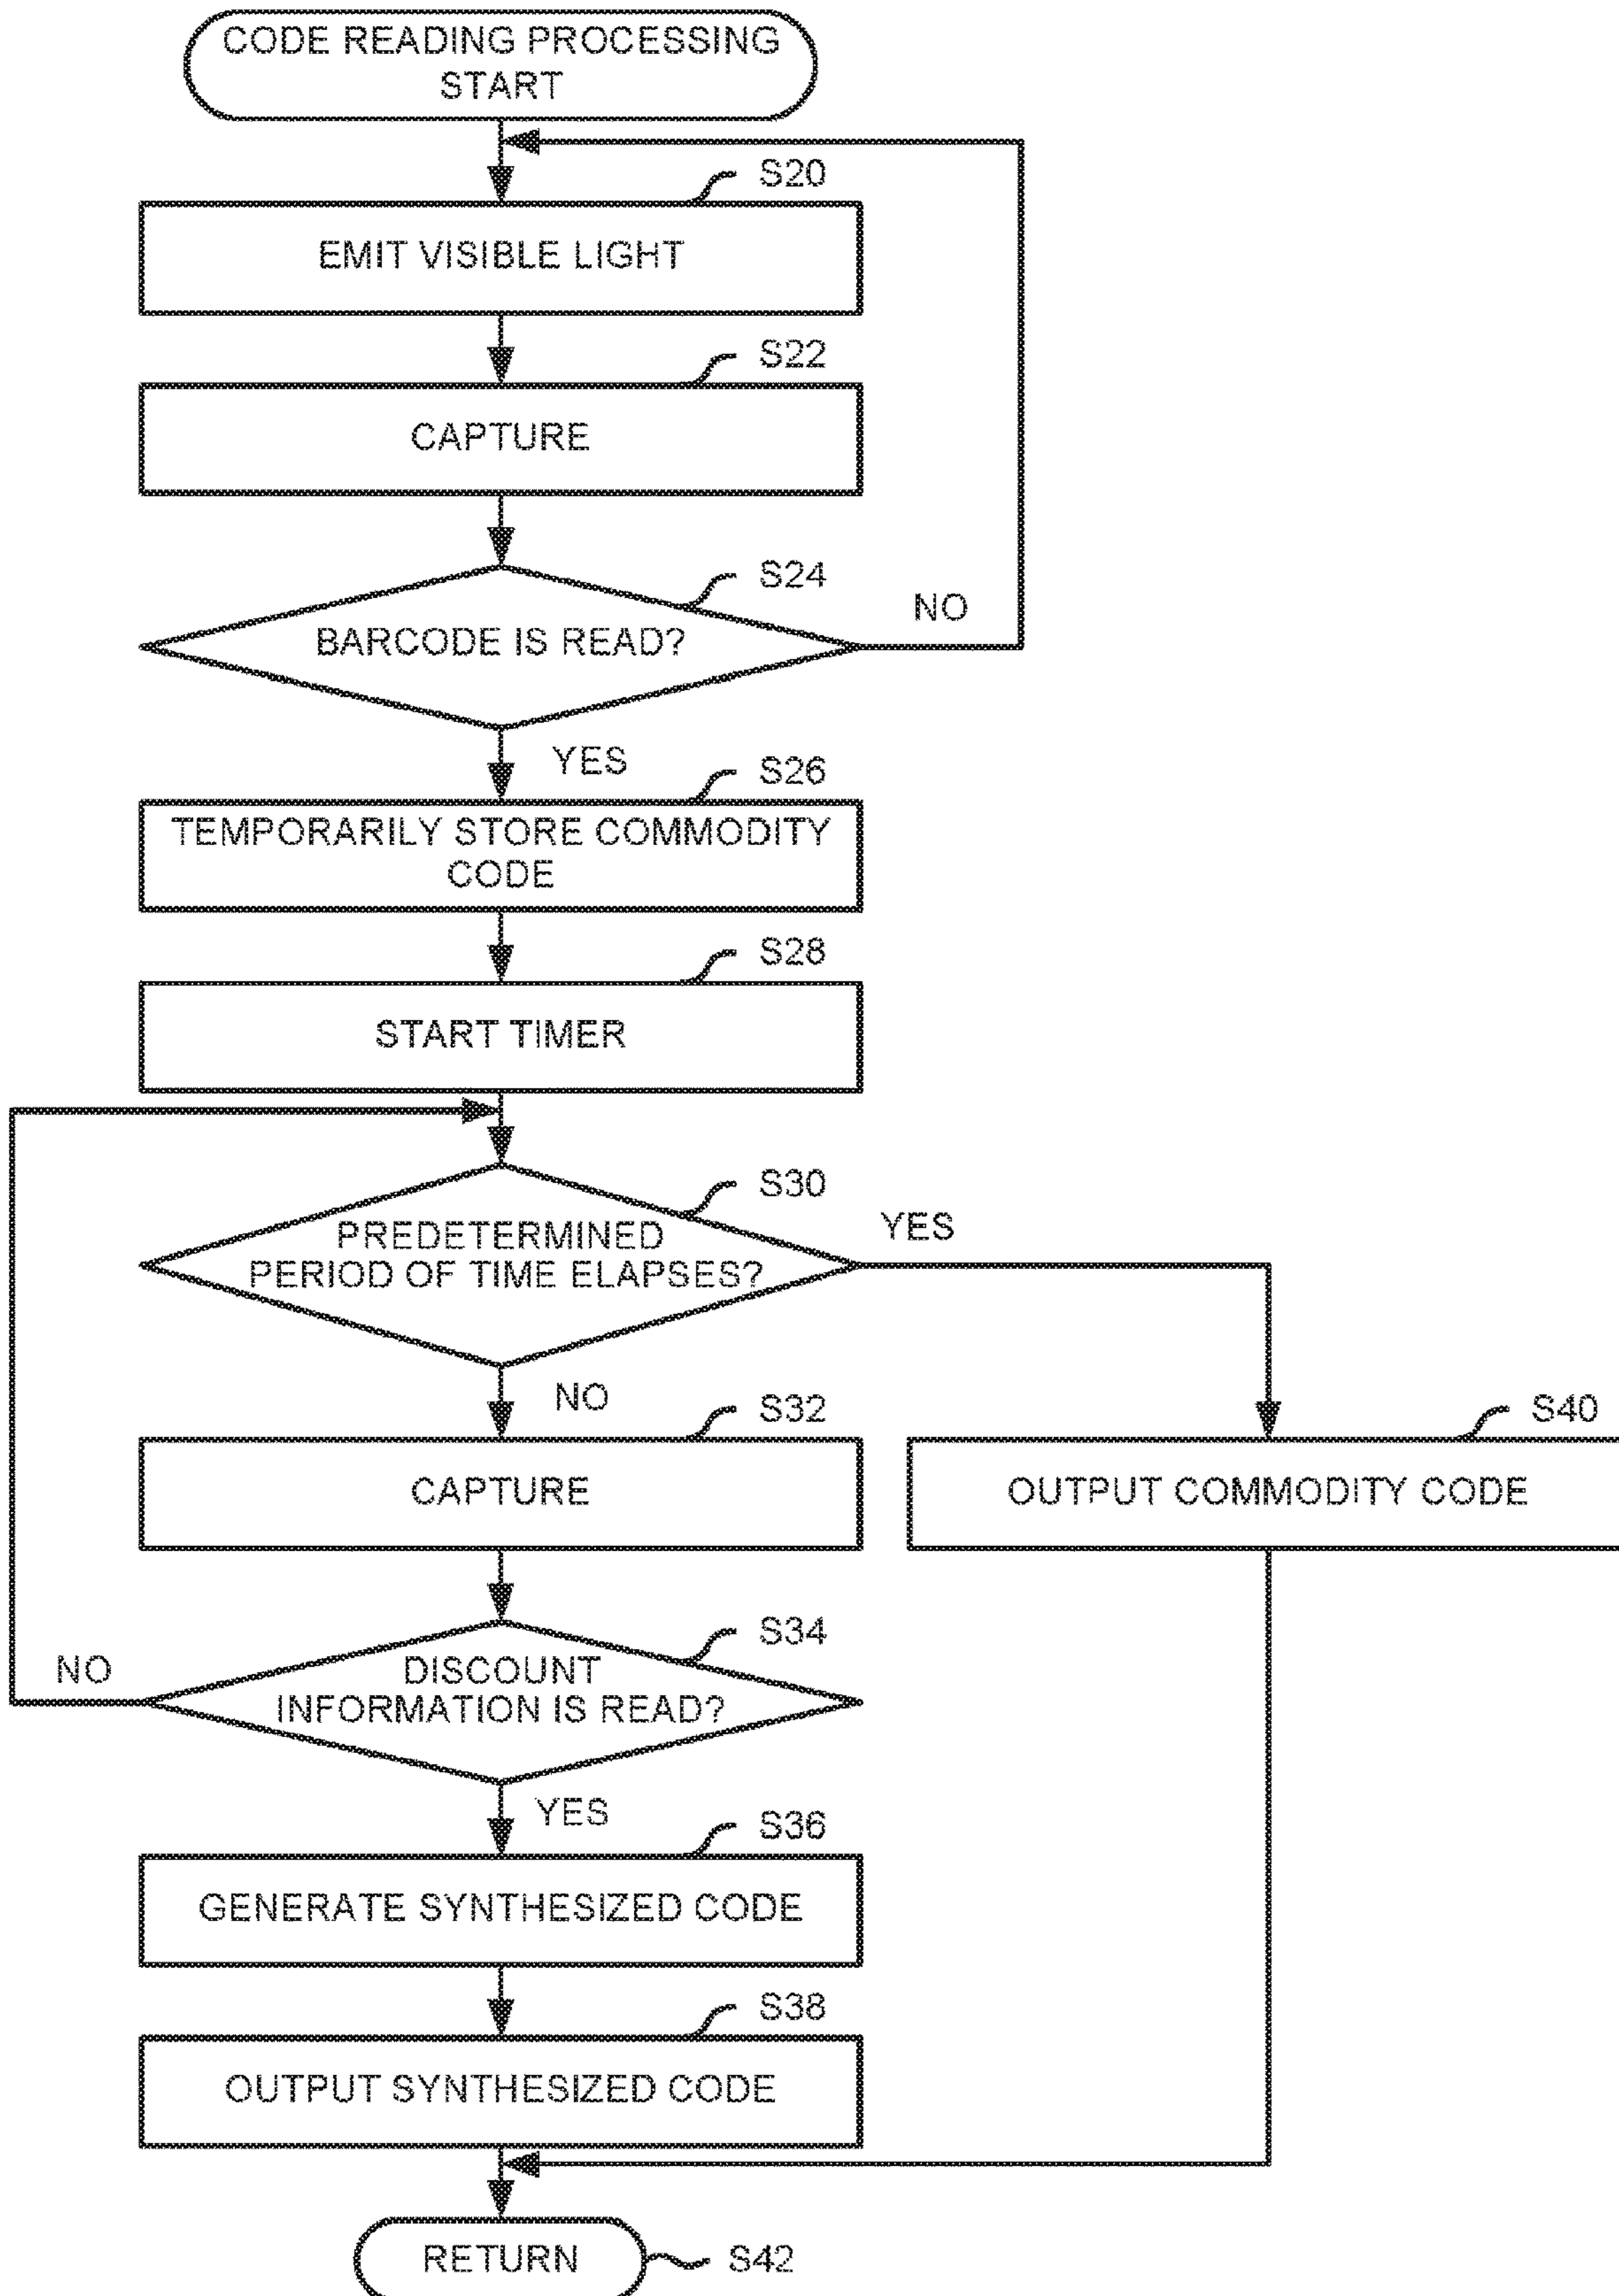 CODE READING PROCESSING
START
S20
EMIT VISIBLE LIGHT
S22
CAPTURE
S24
NO
BARCODE IS READ?
YES
S26
TEMPORARILY STORE COMMODITY
CODE
S28
START TIMER
S30
YES
PREDETERMINED
PERIOD OF TIME ELAPSES?
NO
S32
S40
CAPTURE
OUTPUT COMMODITY CODE
S34
NO
DISCOUNT
INFORMATION IS READ?
YES
S36
GENERATE SYNTHESIZED CODE
S38
OUTPUT SYNTHESIZED CODE
RETURN
S42